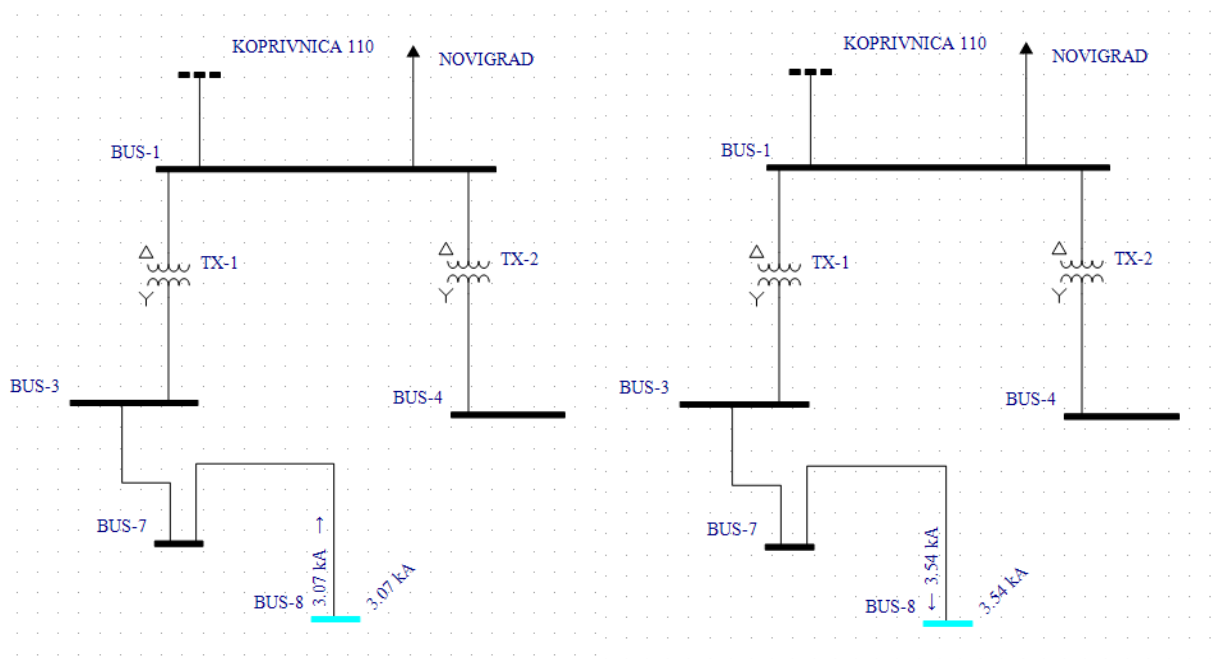 KOPRIVNICA 110
NOVIGRAD
BUS-1
TX-1
TX-2
BUS-3
BUS-4
BUS-7
BUS-8
3.07 kA →
3.07 kA
KOPRIVNICA 110
NOVIGRAD
BUS-1
TX-1
TX-2
BUS-3
BUS-4
BUS-7
BUS-8
← 3.54 kA
3.54 kA